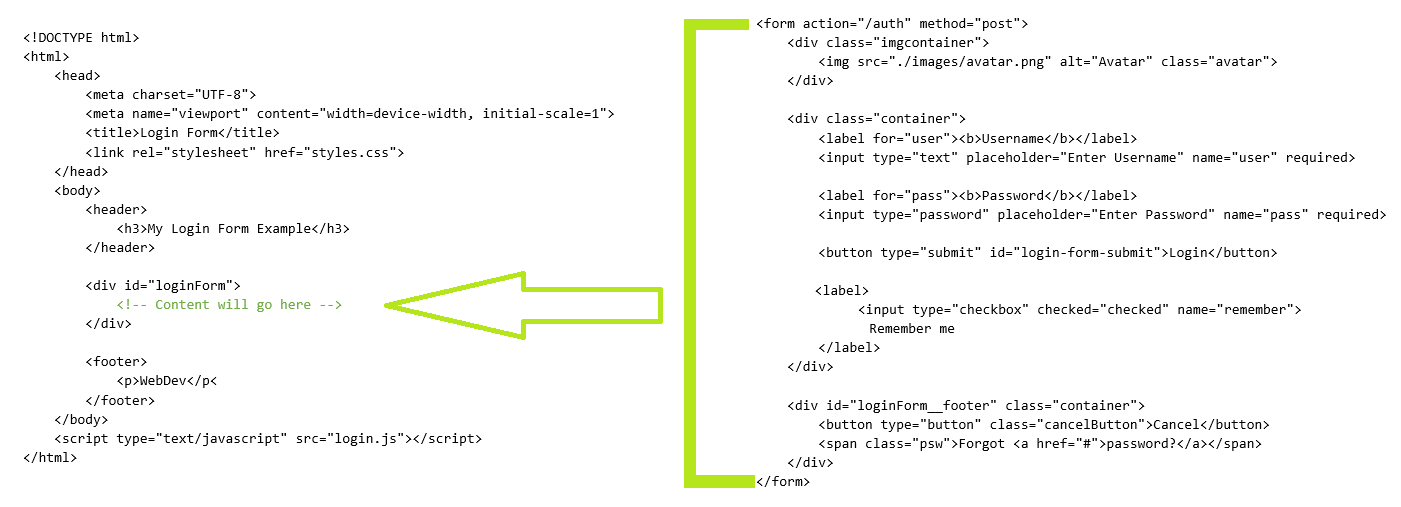 <!DOCTYPE html>
<html>
<head>
<meta charset="UTF-8">
<meta name="viewport" content="width=device-width, initial-scale=1">
<title>Login Form</title>
<link rel="stylesheet" href="styles.css">
</head>
<body>
<header>
<h3>My Login Form Example</h3>
</header>
<div id="loginForm">
<!-- Content will go here -->
</div>
<footer>
<p>WebDev</p<
</footer>
</body>
<script type="text/javascript" src="login.js"></script>
</html>
<form action="/auth" method="post">
<div class="imgcontainer">
<img src="./images/avatar.png" alt="Avatar" class="avatar">
</div>
<div class="container">
<label for="user"><b>Username</b></label>
<input type="text" placeholder="Enter Username" name="user" required>
<label for="pass"><b>Password</b></label>
<input type="password" placeholder="Enter Password" name="pass" required>
<button type="submit" id="login-form-submit">Login</button>
<label>
<input type="checkbox" checked="checked" name="remember">
Remember me
</label>
</div>
<div id="loginForm__footer" class="container">
<button type="button" class="cancelButton">Cancel</button>
<span class="psw">Forgot <a href="#">password?</a></span>
</div>
</form>